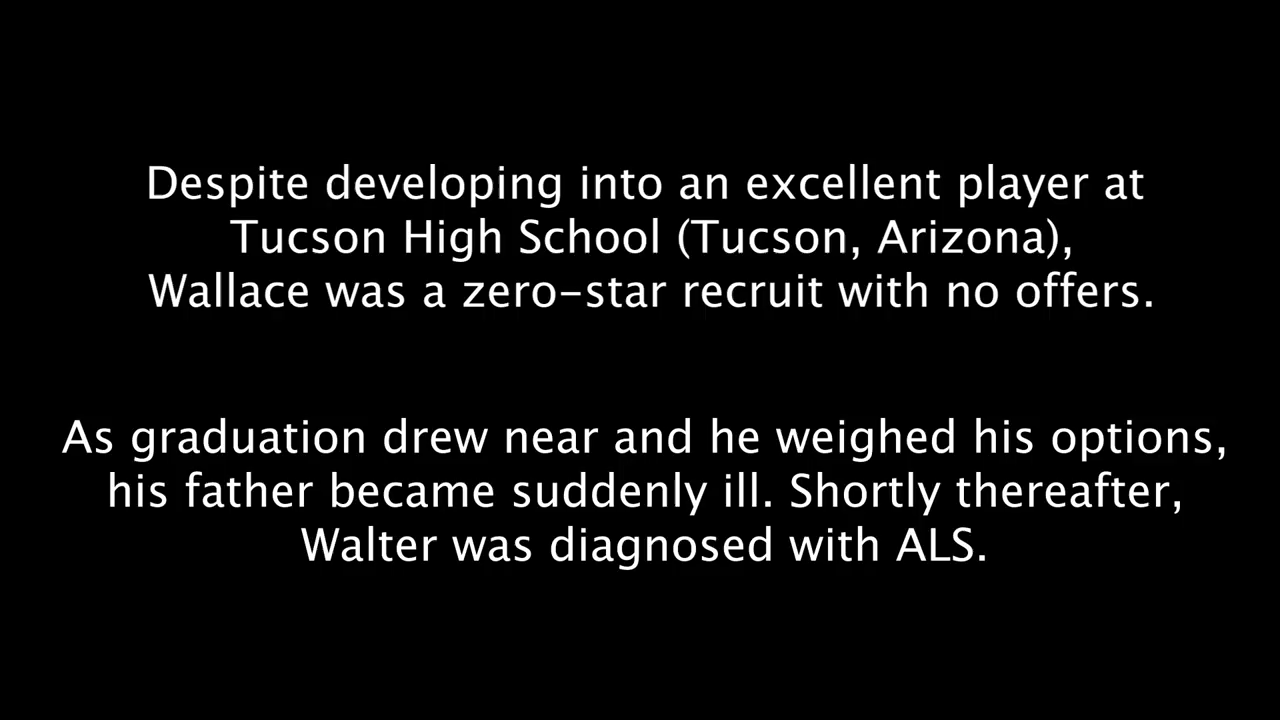 Despite developing into an excellent player at
Tucson High School (Tucson, Arizona),
Wallace was a zero-star recruit with no offers.
As graduation drew near and he weighed his options,
his father became suddenly ill. Shortly thereafter,
Walter was diagnosed with ALS.